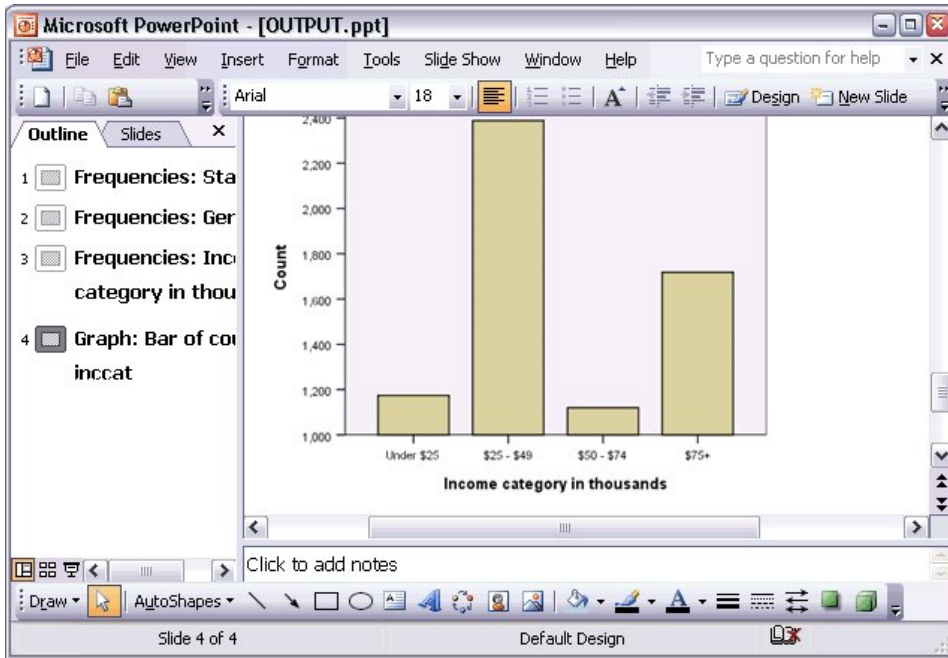 Microsoft PowerPoint - [OUTPUT.ppt]
File Edit View Insert Format Tools Slide Show Window Help Type a question for help
Arial 18 A Design New Slide
Outline Slides
1 Frequencies: Sta
2 Frequencies: Ger
3 Frequencies: Inc
category in thou
4 Graph: Bar of cou
inccat
2,400
2,200
2,000
1,800
1,600
1,400
1,200
1,000
Count
Under $25 $25 - $49 $50 - $74 $75+
Income category in thousands
Click to add notes
Draw AutoShapes A
Slide 4 of 4 Default Design